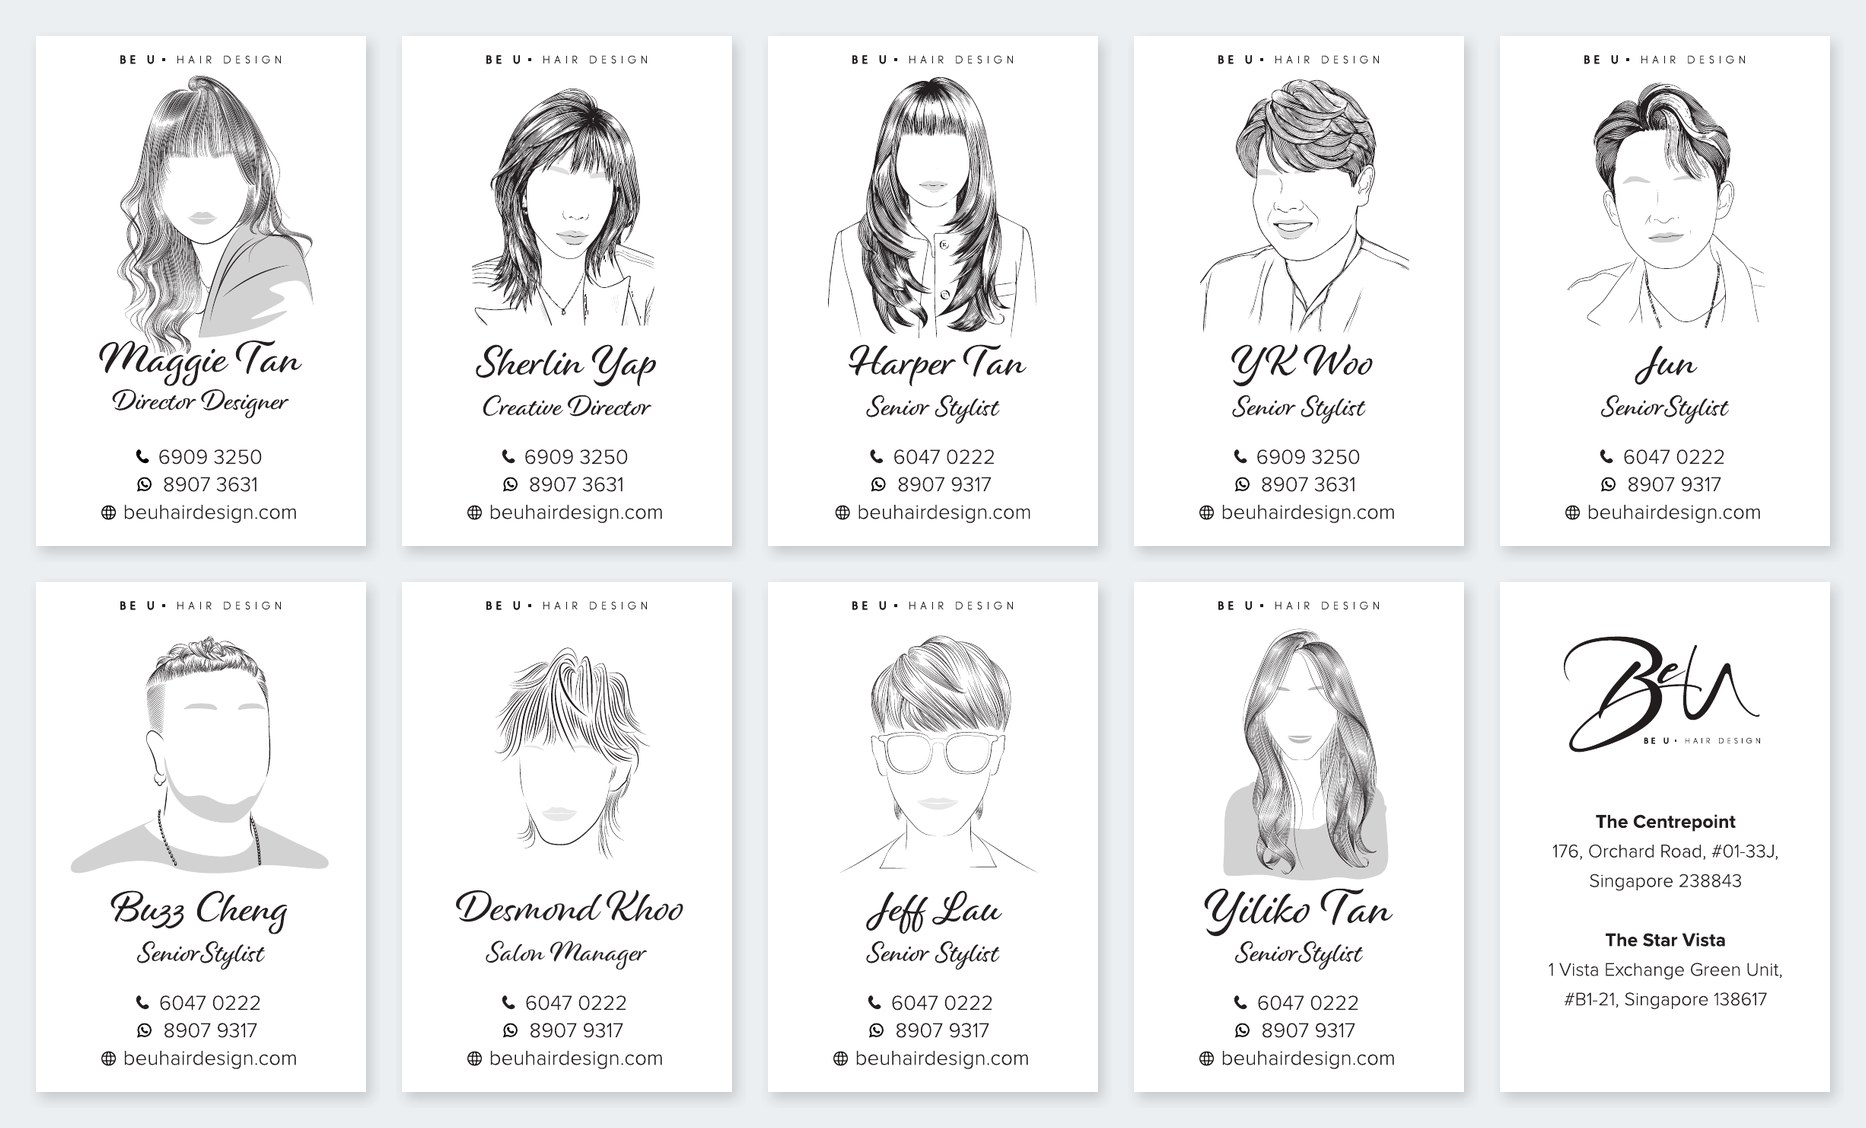 BE U • HAIR DESIGN
Maggie Tan
Director Designer
6909 3250
8907 3631
beuhairdesign.com
BE U • HAIR DESIGN
Sherlin Yap
Creative Director
6909 3250
8907 3631
beuhairdesign.com
BE U • HAIR DESIGN
Harper Tan
Senior Stylist
6047 0222
8907 9317
beuhairdesign.com
BE U • HAIR DESIGN
YK Woo
Senior Stylist
6909 3250
8907 3631
beuhairdesign.com
BE U • HAIR DESIGN
Jun
SeniorStylist
6047 0222
8907 9317
beuhairdesign.com
BE U • HAIR DESIGN
Buzz Cheng
SeniorStylist
6047 0222
8907 9317
beuhairdesign.com
BE U • HAIR DESIGN
Desmond Khoo
Salon Manager
6047 0222
8907 9317
beuhairdesign.com
BE U • HAIR DESIGN
Jeff Lau
Senior Stylist
6047 0222
8907 9317
beuhairdesign.com
BE U • HAIR DESIGN
Yiliko Tan
SeniorStylist
6047 0222
8907 9317
beuhairdesign.com
BeU
BE U • HAIR DESIGN
The Centrepoint
176, Orchard Road, #01-33J,
Singapore 238843
The Star Vista
1 Vista Exchange Green Unit,
#B1-21, Singapore 138617